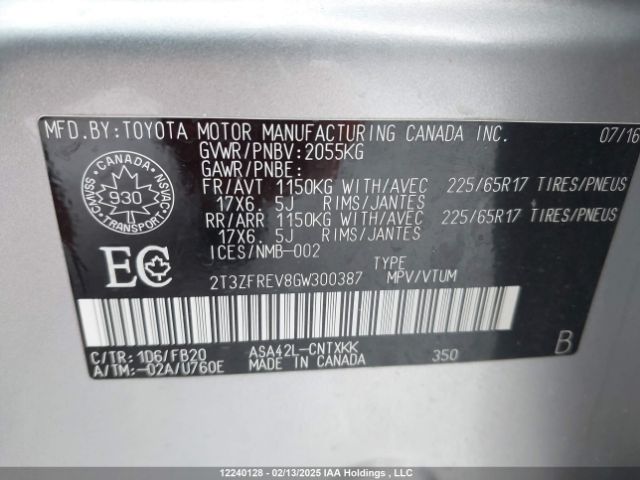 MFD.BY:TOYOTA MOTOR MANUFACTURING CANADA INC. 07/16
GVWR/PNBV:2055KG
GAWR/PNBE:
FR/AVT 1150KG WITH/AVEC 225/65R17 TIRES/PNEUS
17X6.5J RIMS/JANTES
RR/ARR 1150KG WITH/AVEC 225/65R17 TIRES/PNEUS
17X6.5J RIMS/JANTES
ICES/NMB-002
CANADA
CMVSS
930
NSVAC
TRANSPORT
EC
TYPE
2T3ZFREV8GW300387 MPV/VTUM
C/TR:1D6/FB20 ASA42L-CNTXKK 350 B
A/TM:-02A/U760E MADE IN CANADA
12240128 - 02/13/2025 IAA Holdings, LLC